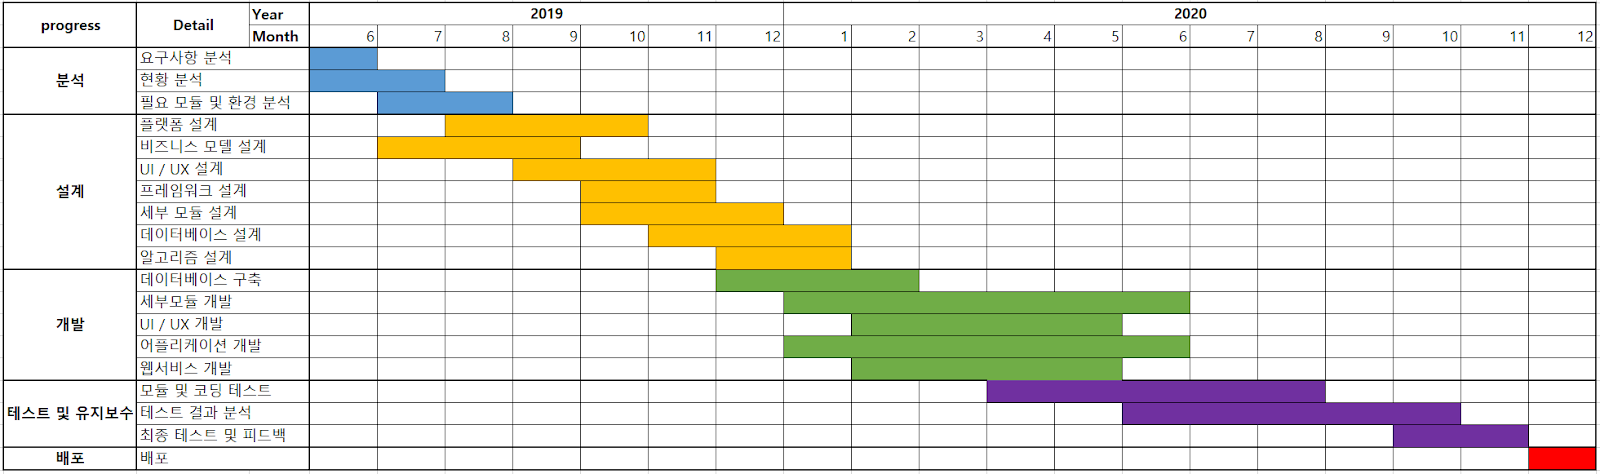 progress Detail Year 2019 2020
Month 6 7 8 9 10 11 12 1 2 3 4 5 6 7 8 9 10 11 12
분석
요구사항 분석
현황 분석
필요 모듈 및 환경 분석
설계
플랫폼 설계
비즈니스 모델 설계
UI / UX 설계
프레임워크 설계
세부 모듈 설계
데이터베이스 설계
알고리즘 설계
개발
데이터베이스 구축
세부모듈 개발
UI / UX 개발
어플리케이션 개발
웹서비스 개발
테스트 및 유지보수
모듈 및 코딩 테스트
테스트 결과 분석
최종 테스트 및 피드백
배포
배포